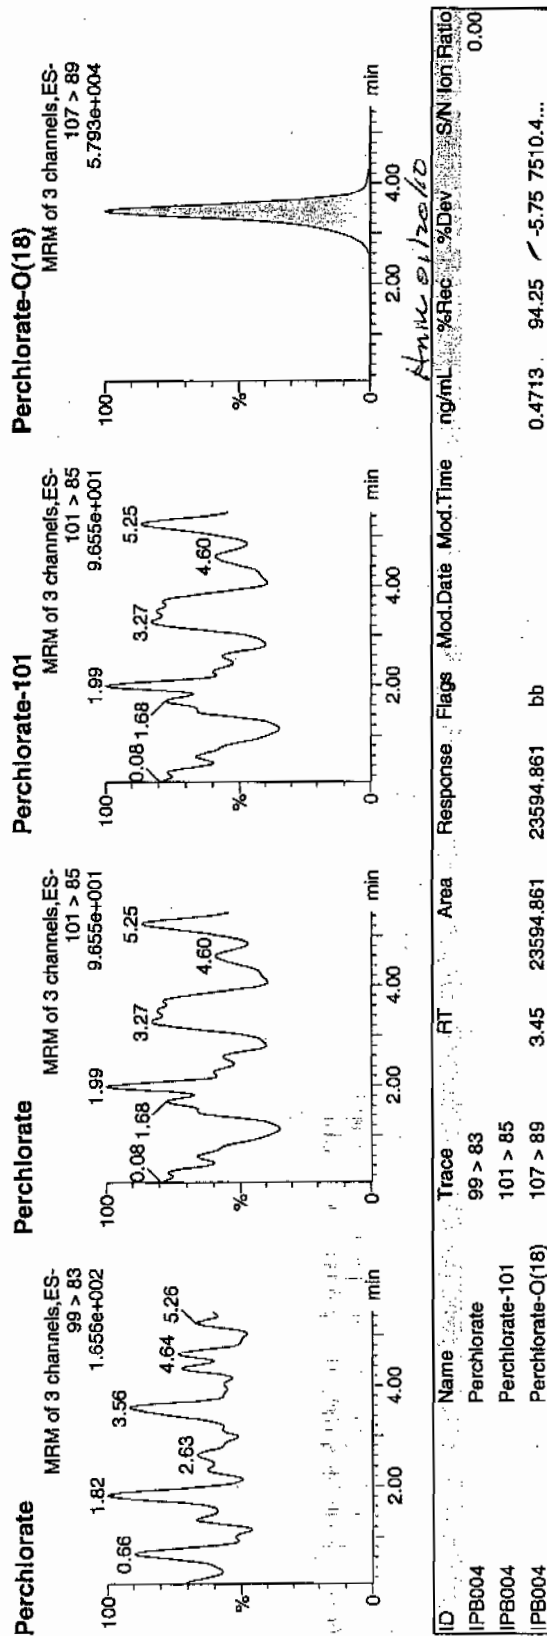 Perchlorate
MRM of 3 channels,ES-
99 > 83
1.656e+002
100
%
0
0.66
1.82
2.63
3.56
4.64
5.26
2.00
4.00
min
Perchlorate
MRM of 3 channels,ES-
101 > 85
9.655e+001
100
%
0
0.08
1.68
1.99
3.27
4.60
5.25
2.00
4.00
min
Perchlorate-101
MRM of 3 channels,ES-
101 > 85
9.655e+001
100
%
0
0.08
1.68
1.99
3.27
4.60
5.25
2.00
4.00
min
Perchlorate-O(18)
MRM of 3 channels,ES-
107 > 89
5.793e+004
100
%
0
2.00
4.00
min
01/20/10
ID Name Trace RT Area Response Flags Mod.Date Mod.Time ng/mL %Rec %Dev S/N Ion Ratio
IPB004 Perchlorate 99 > 83 0.00
IPB004 Perchlorate-101 101 > 85
IPB004 Perchlorate-O(18) 107 > 89 3.45 23594.861 23594.861 bb 0.4713 94.25 -5.75 7510.4...